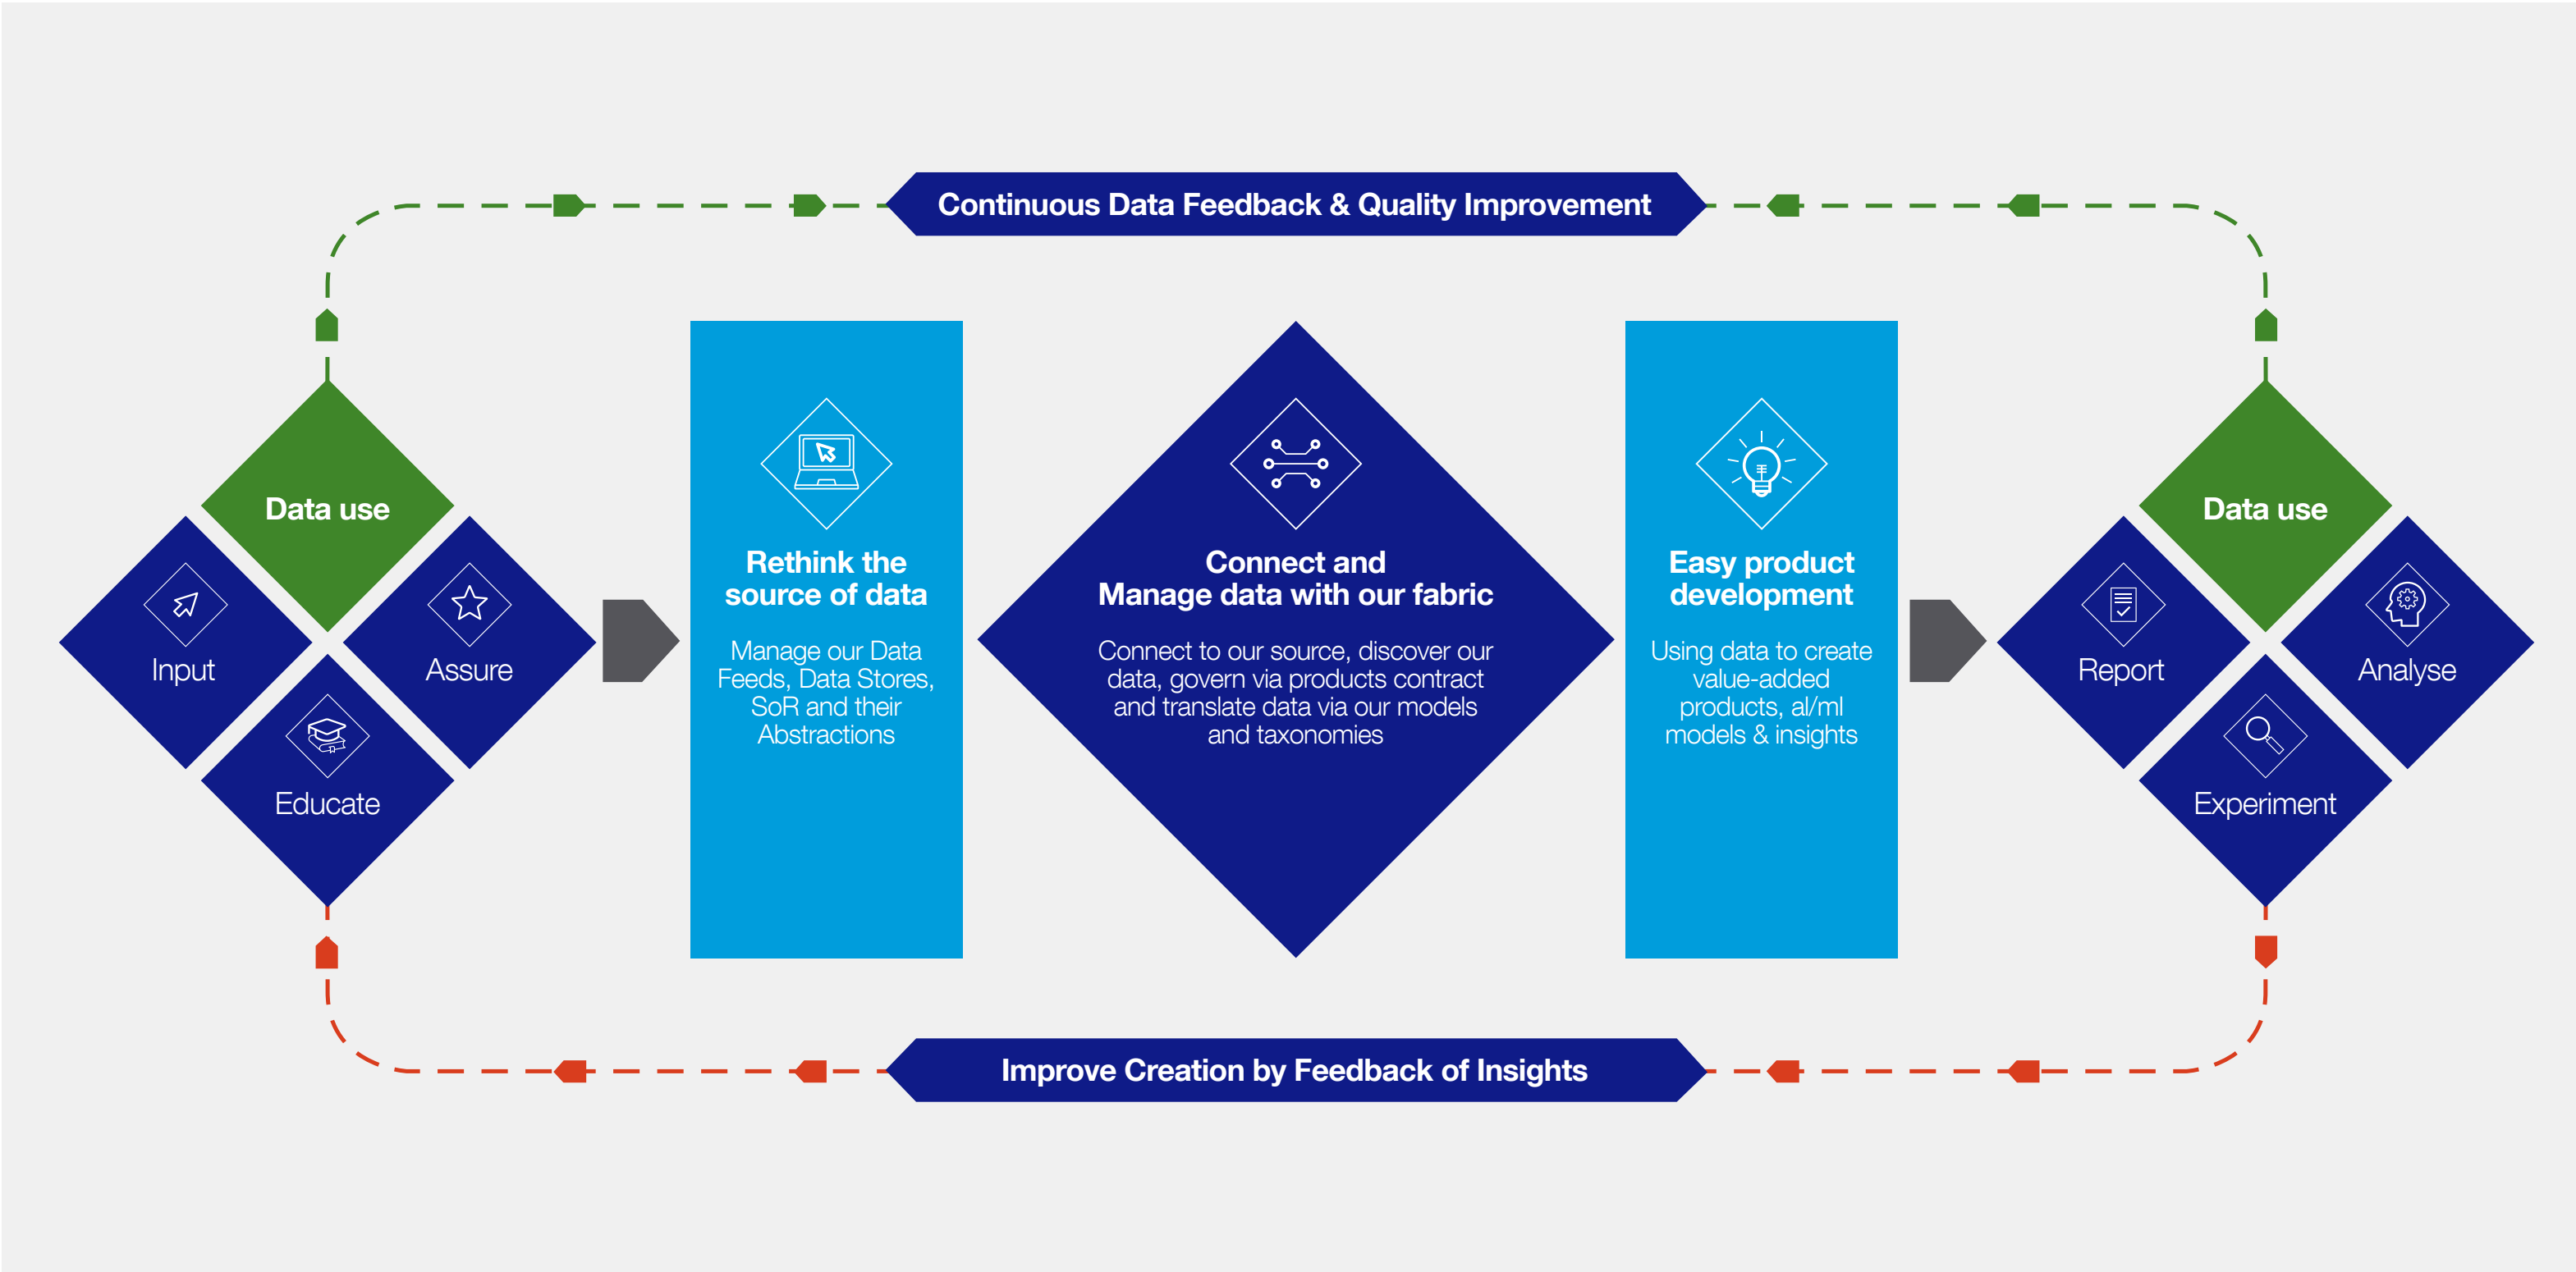 Continuous Data Feedback & Quality Improvement
Data use
Input
Assure
Educate
Rethink the
source of data
Manage our Data
Feeds, Data Stores,
SoR and their
Abstractions
Connect and
Manage data with our fabric
Connect to our source, discover our
data, govern via products contract
and translate data via our models
and taxonomies
Easy product
development
Using data to create
value-added
products, al/ml
models & insights
Data use
Report
Analyse
Experiment
Improve Creation by Feedback of Insights